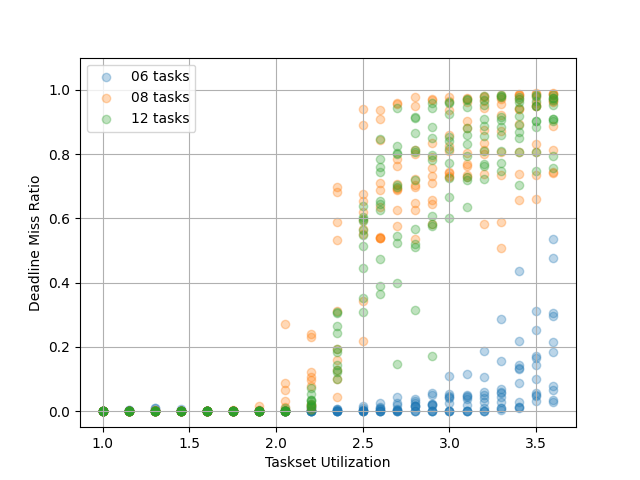 06 tasks
08 tasks
12 tasks
Deadline Miss Ratio
1.0
0.8
0.6
0.4
0.2
0.0
1.0 1.5 2.0 2.5 3.0 3.5
Taskset Utilization